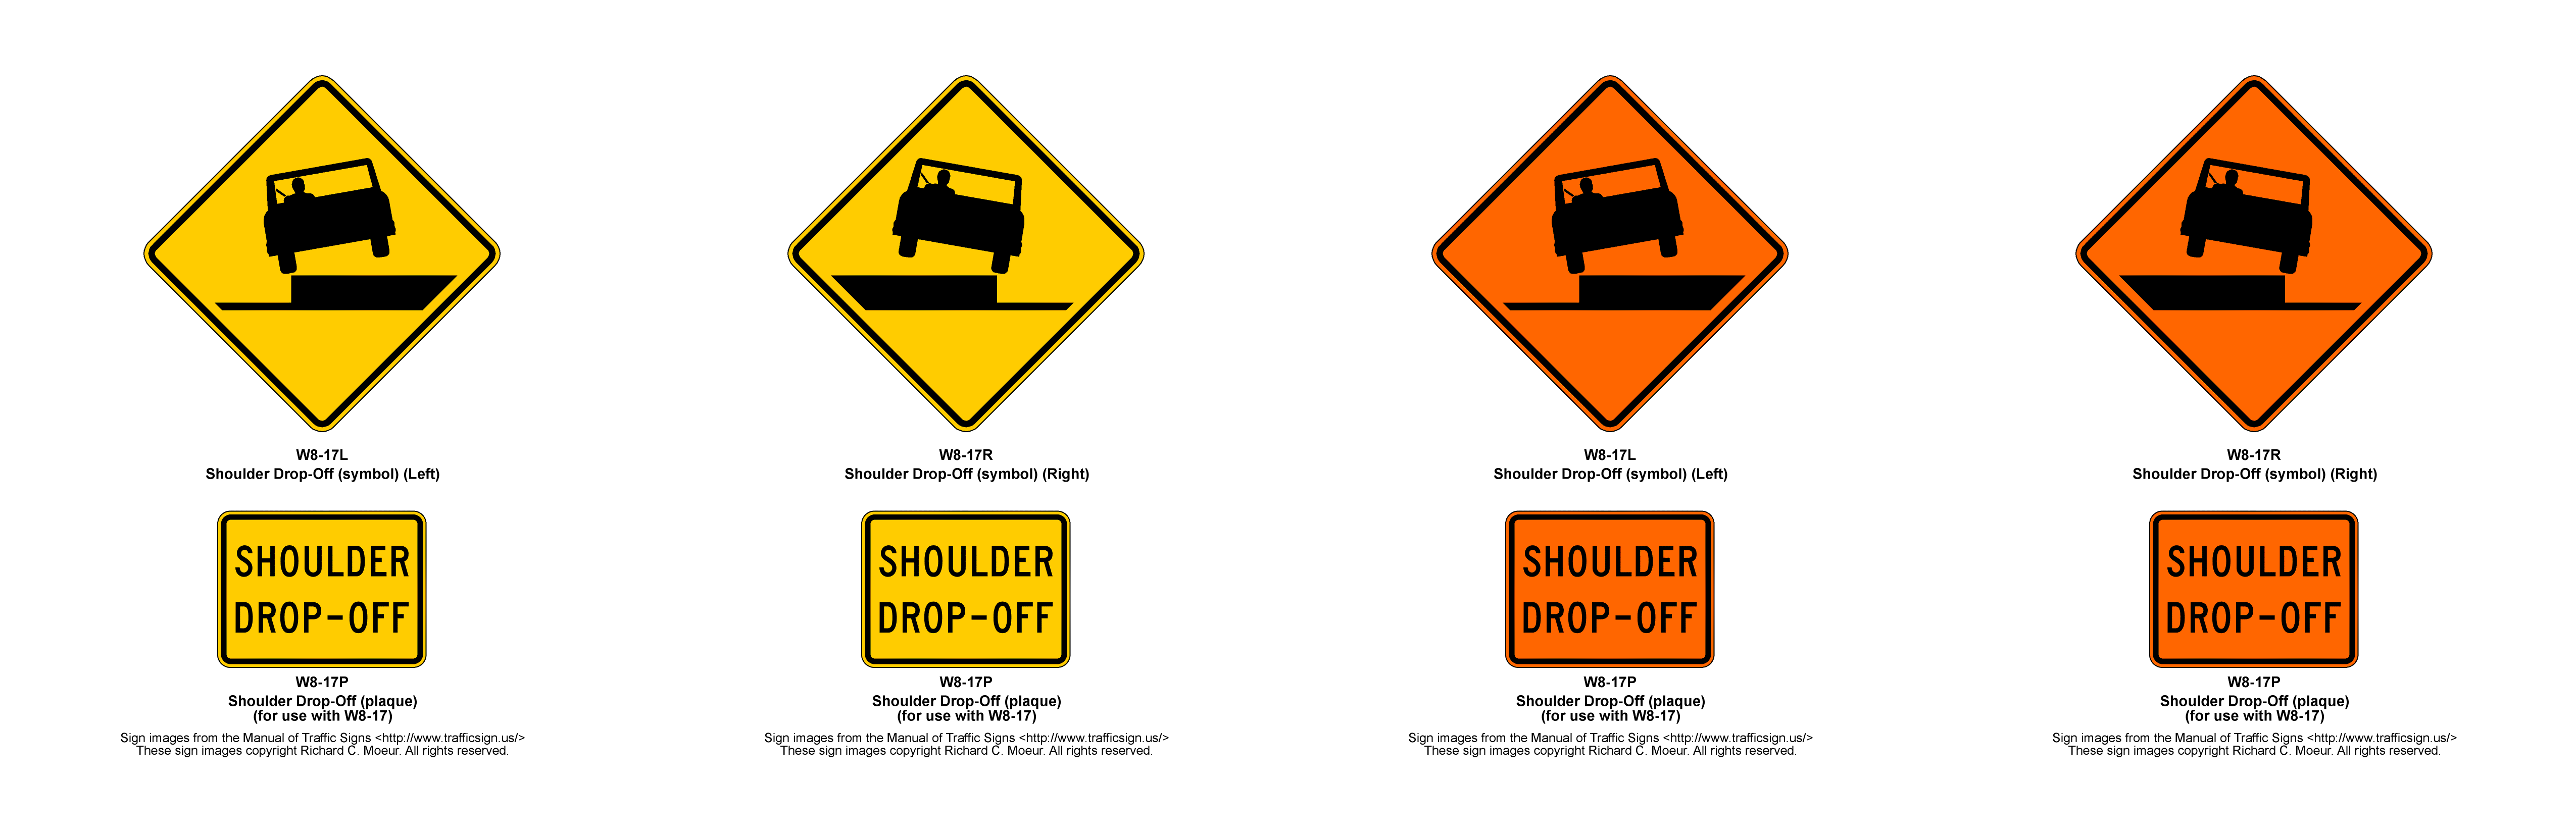 W8-17L
Shoulder Drop-Off (symbol) (Left)
SHOULDER
DROP-OFF
W8-17P
Shoulder Drop-Off (plaque)
(for use with W8-17)
Sign images from the Manual of Traffic Signs <http://www.trafficsign.us/>
These sign images copyright Richard C. Moeur. All rights reserved.
W8-17R
Shoulder Drop-Off (symbol) (Right)
SHOULDER
DROP-OFF
W8-17P
Shoulder Drop-Off (plaque)
(for use with W8-17)
Sign images from the Manual of Traffic Signs <http://www.trafficsign.us/>
These sign images copyright Richard C. Moeur. All rights reserved.
W8-17L
Shoulder Drop-Off (symbol) (Left)
SHOULDER
DROP-OFF
W8-17P
Shoulder Drop-Off (plaque)
(for use with W8-17)
Sign images from the Manual of Traffic Signs <http://www.trafficsign.us/>
These sign images copyright Richard C. Moeur. All rights reserved.
W8-17R
Shoulder Drop-Off (symbol) (Right)
SHOULDER
DROP-OFF
W8-17P
Shoulder Drop-Off (plaque)
(for use with W8-17)
Sign images from the Manual of Traffic Signs <http://www.trafficsign.us/>
These sign images copyright Richard C. Moeur. All rights reserved.